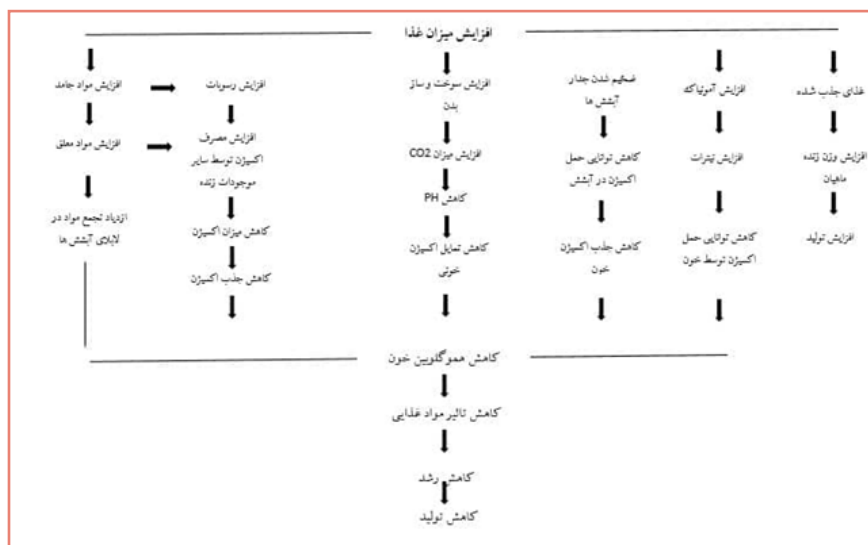 افزایش میزان غذا
غذای جذب شده
افزایش وزن زنده
ماهیان
افزایش تولید
افزایش آمونیاک
افزایش نیترات
کاهش توانایی حمل
اکسیژن توسط خون
ضخیم شدن جدار
آبشش ها
کاهش توانایی حمل
اکسیژن در آبشش
کاهش جذب اکسیژن
خون
افزایش سوخت و ساز
بدن
افزایش میزان CO2
کاهش PH
کاهش تمایل اکسیژن
خونی
افزایش رسوبات
افزایش مصرف
اکسیژن توسط سایر
موجودات زنده
کاهش میزان اکسیژن
کاهش جذب اکسیژن
افزایش مواد جامد
افزایش مواد معلق
ازدیاد تجمع مواد در
لابلای آبشش ها
کاهش هموگلوبین خون
کاهش تاثیر مواد غذایی
کاهش رشد
کاهش تولید